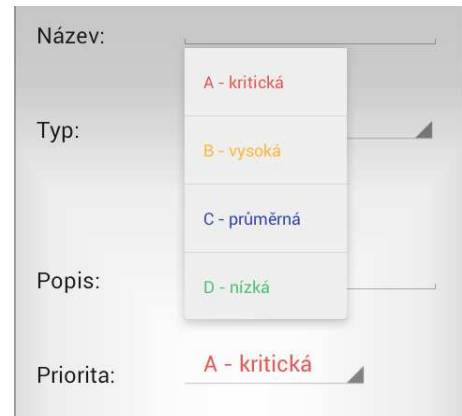 Název:
A - kritická
Typ:
B - vysoká
C - průměrná
Popis:
D - nízká
Priorita:
A - kritická